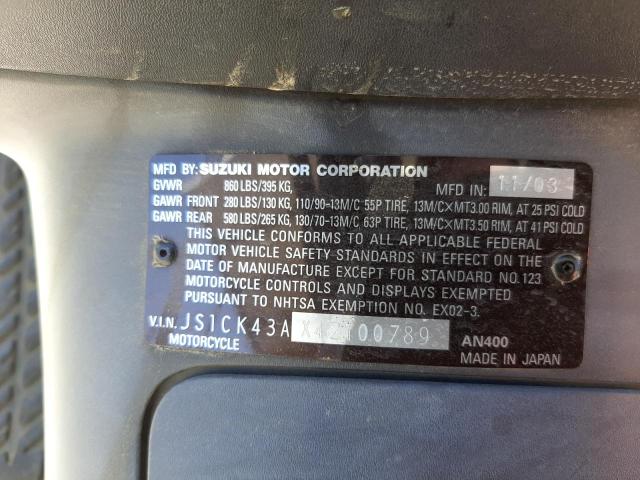 MFD BY: SUZUKI MOTOR CORPORATION MFD IN: 11/03
GVWR 860 LBS/395 KG,
GAWR FRONT 280 LBS/130 KG, 110/90-13M/C 55P TIRE, 13M/C×MT3.00 RIM, AT 25 PSI COLD
GAWR REAR 580 LBS/265 KG, 130/70-13M/C 63P TIRE, 13M/C×MT3.50 RIM, AT 41 PSI COLD
THIS VEHICLE CONFORMS TO ALL APPLICABLE FEDERAL
MOTOR VEHICLE SAFETY STANDARDS IN EFFECT ON THE
DATE OF MANUFACTURE EXCEPT FOR STANDARD NO. 123
MOTORCYCLE CONTROLS AND DISPLAYS EXEMPTED
PURSUANT TO NHTSA EXEMPTION NO. EX02-3.
V.I.N. JS1CK43AX42100789 AN400
MOTORCYCLE MADE IN JAPAN